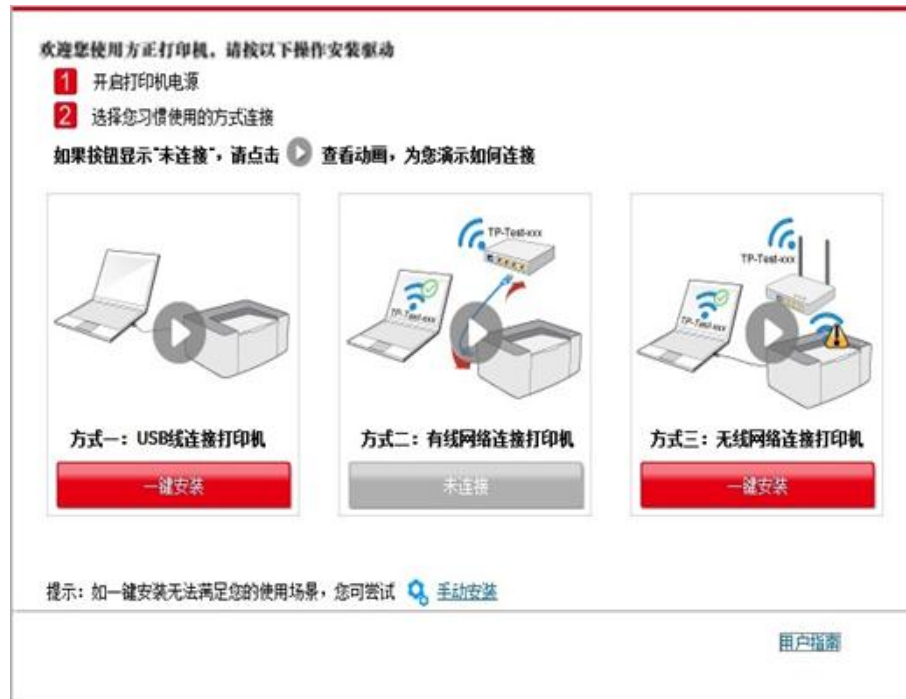 欢迎您使用方正打印机。请按以下操作安装驱动
1 开启打印机电源
2 选择您习惯使用的方式连接
如果按钮显示"未连接",请点击 查看动画,为您演示如何连接
TP-Test-xxx
TP-Test-xxx
TP-Test-xxx
TP-Test-xxx
方式一:USB线连接打印机
方式二:有线网络连接打印机
方式三:无线网络连接打印机
一键安装
未连接
一键安装
提示:如一键安装无法满足您的使用场景,您可尝试 手动安装
用户指南